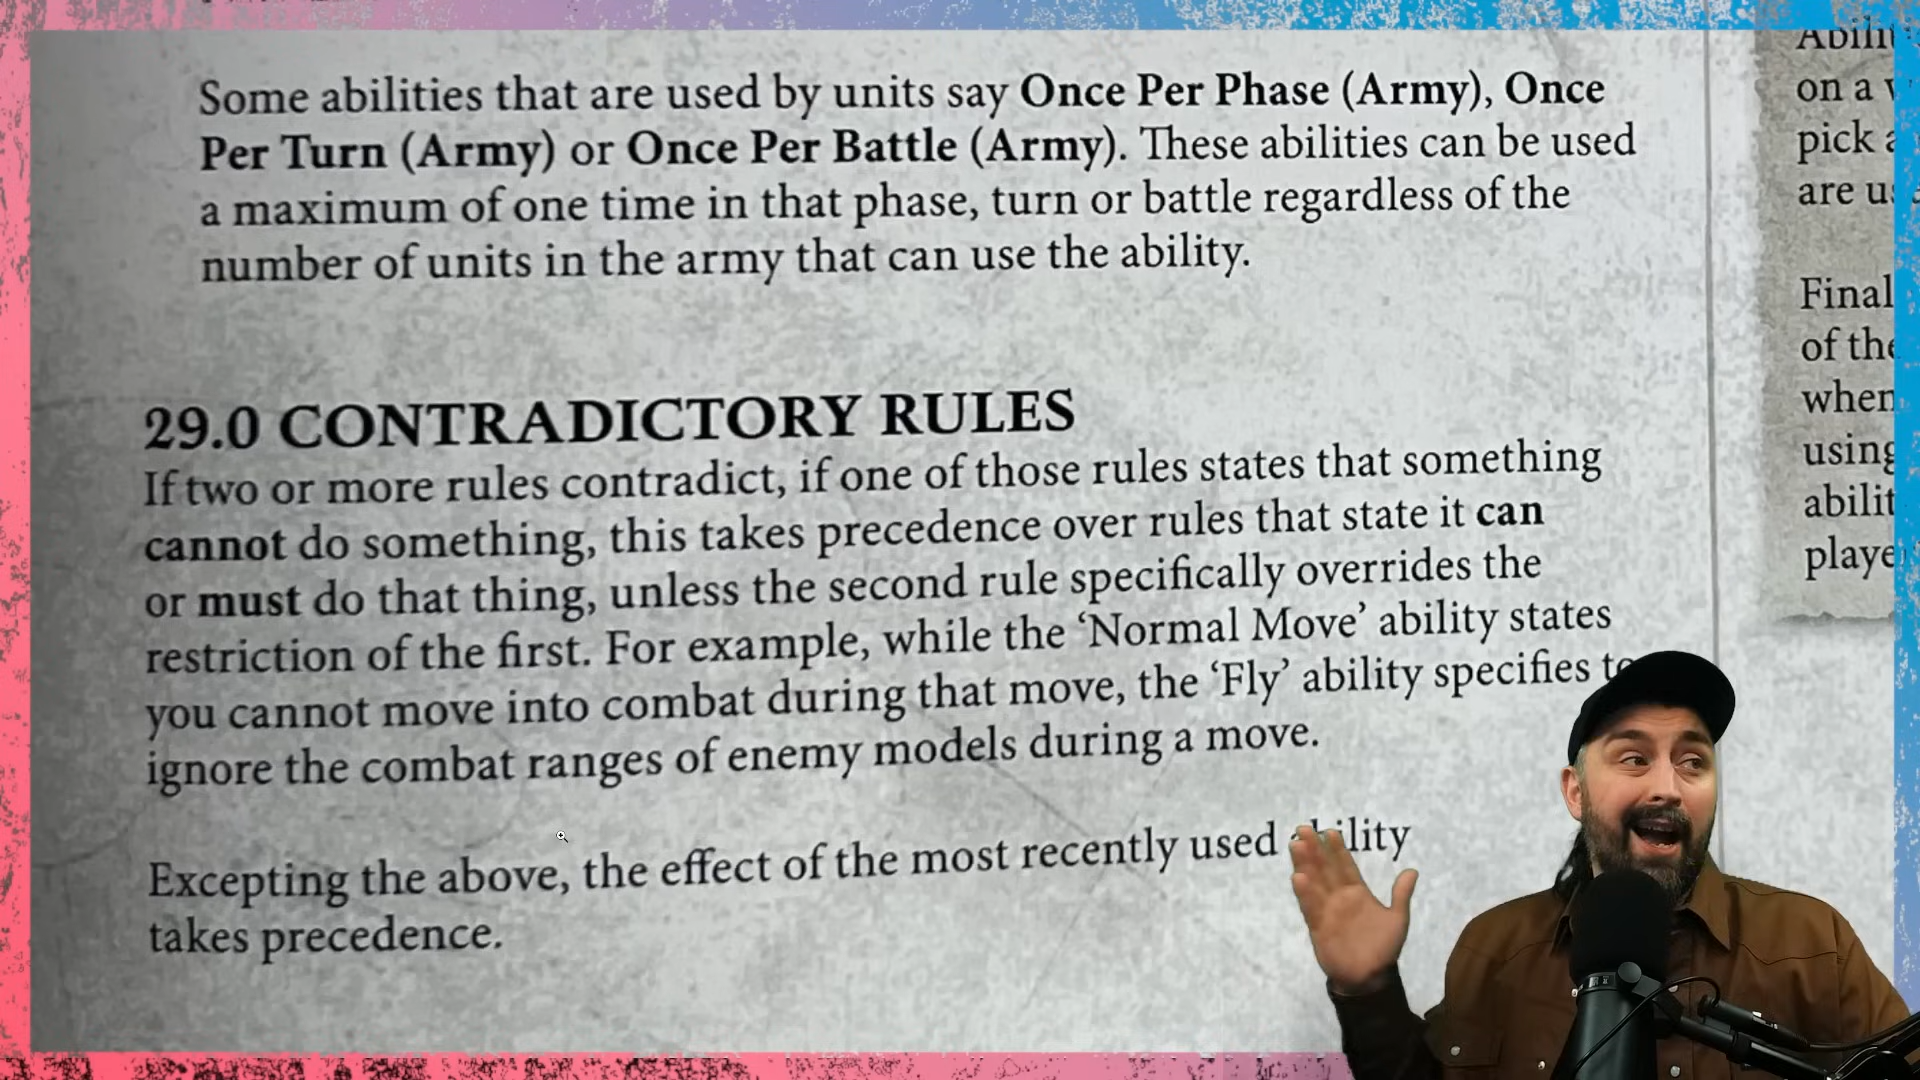 Some abilities that are used by units say Once Per Phase (Army), Once
Per Turn (Army) or Once Per Battle (Army). These abilities can be used
a maximum of one time in that phase, turn or battle regardless of the
number of units in the army that can use the ability.
29.0 CONTRADICTORY RULES
If two or more rules contradict, if one of those rules states that something
cannot do something, this takes precedence over rules that state it can
or must do that thing, unless the second rule specifically overrides the
restriction of the first. For example, while the ‘Normal Move’ ability states
you cannot move into combat during that move, the ‘Fly’ ability specifies to
ignore the combat ranges of enemy models during a move.
Excepting the above, the effect of the most recently used ability
takes precedence.
on a
pick
are
Final
of
when
using